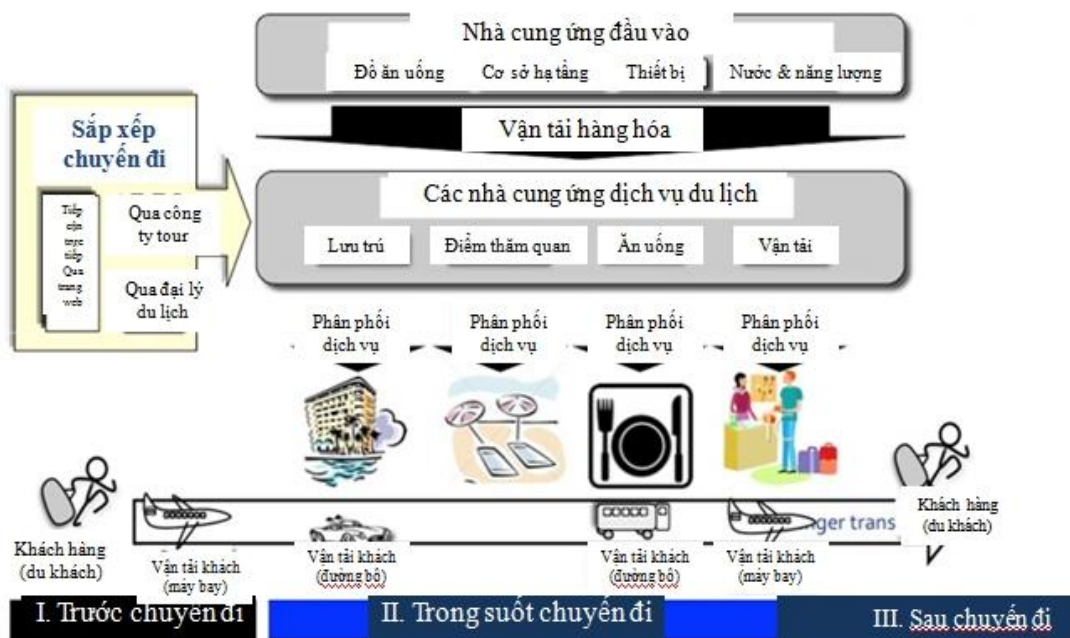 Nhà cung ứng đầu vào
Đồ ăn uống Cơ sở hạ tầng Thiết bị Nước & năng lượng
Vận tải hàng hóa
Sắp xếp
chuyến đi
Tiếp
cận
trực
tiếp
Qua
trang
web
Qua công
ty tour
Qua đại lý
du lịch
Các nhà cung ứng dịch vụ du lịch
Lưu trú Điểm thăm quan Ăn uống Vận tải
Phân phối
dịch vụ
Phân phối
dịch vụ
Phân phối
dịch vụ
Phân phối
dịch vụ
Khách hàng
(du khách)
Vận tải khách
(máy bay)
Vận tải khách
(đường bộ)
Vận tải khách
(đường bộ)
Vận tải khách
(máy bay)
nger trans
Khách hàng
(du khách)
I. Trước chuyến đi
II. Trong suốt chuyến đi
III. Sau chuyến đi